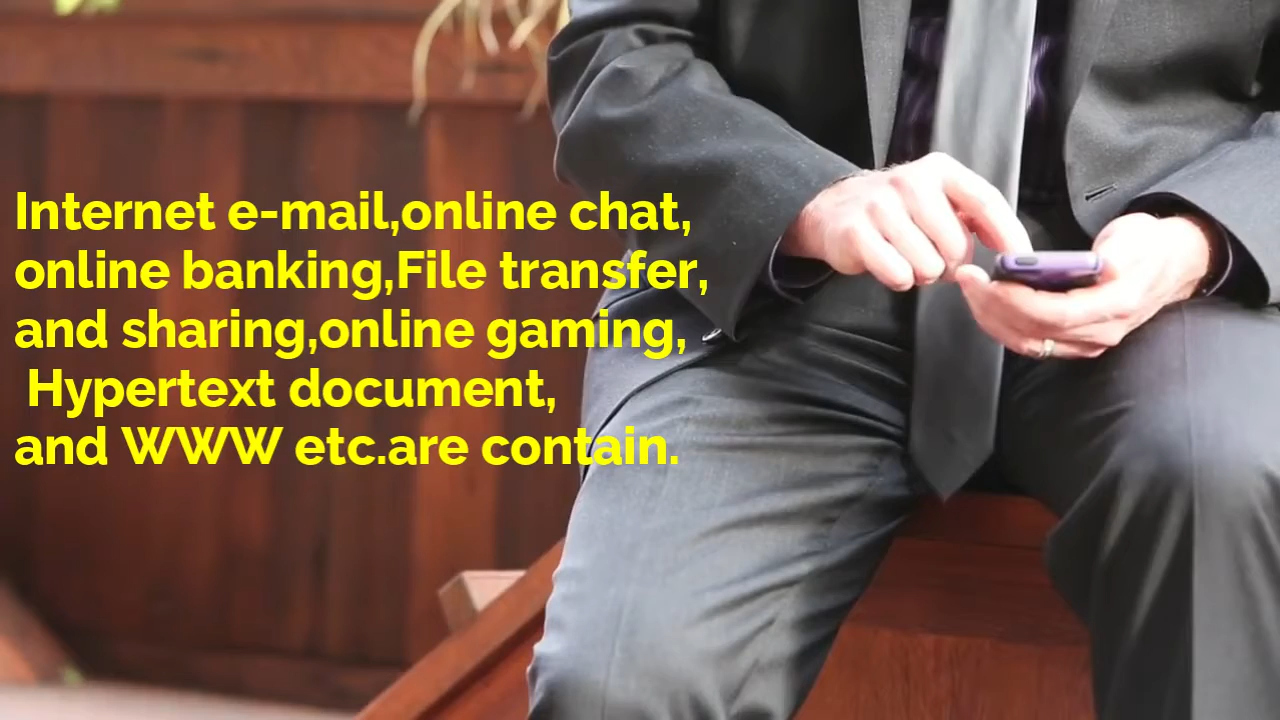 Internet e-mail,online chat,
online banking,File transfer,
and sharing,online gaming,
Hypertext document,
and WWW etc.are contain.